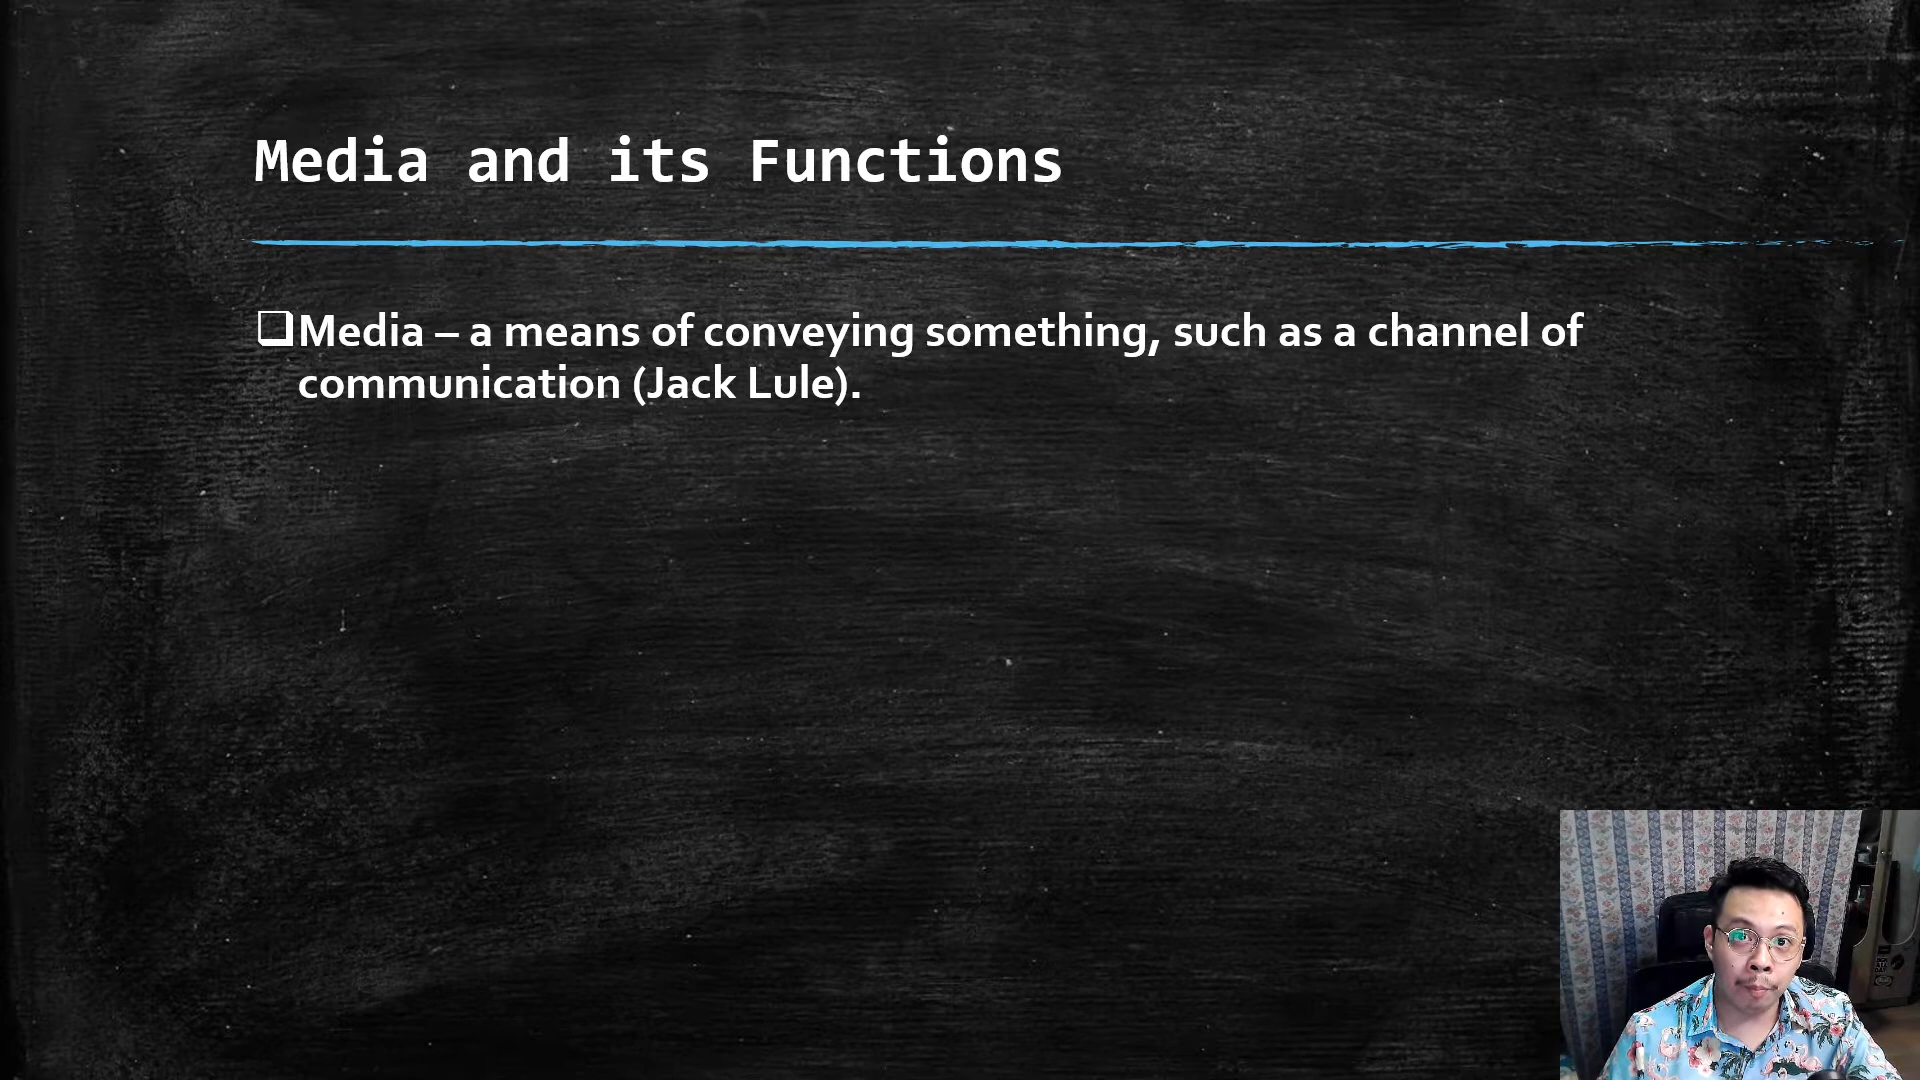 Media and its Functions
❑Media – a means of conveying something, such as a channel of
communication (Jack Lule).